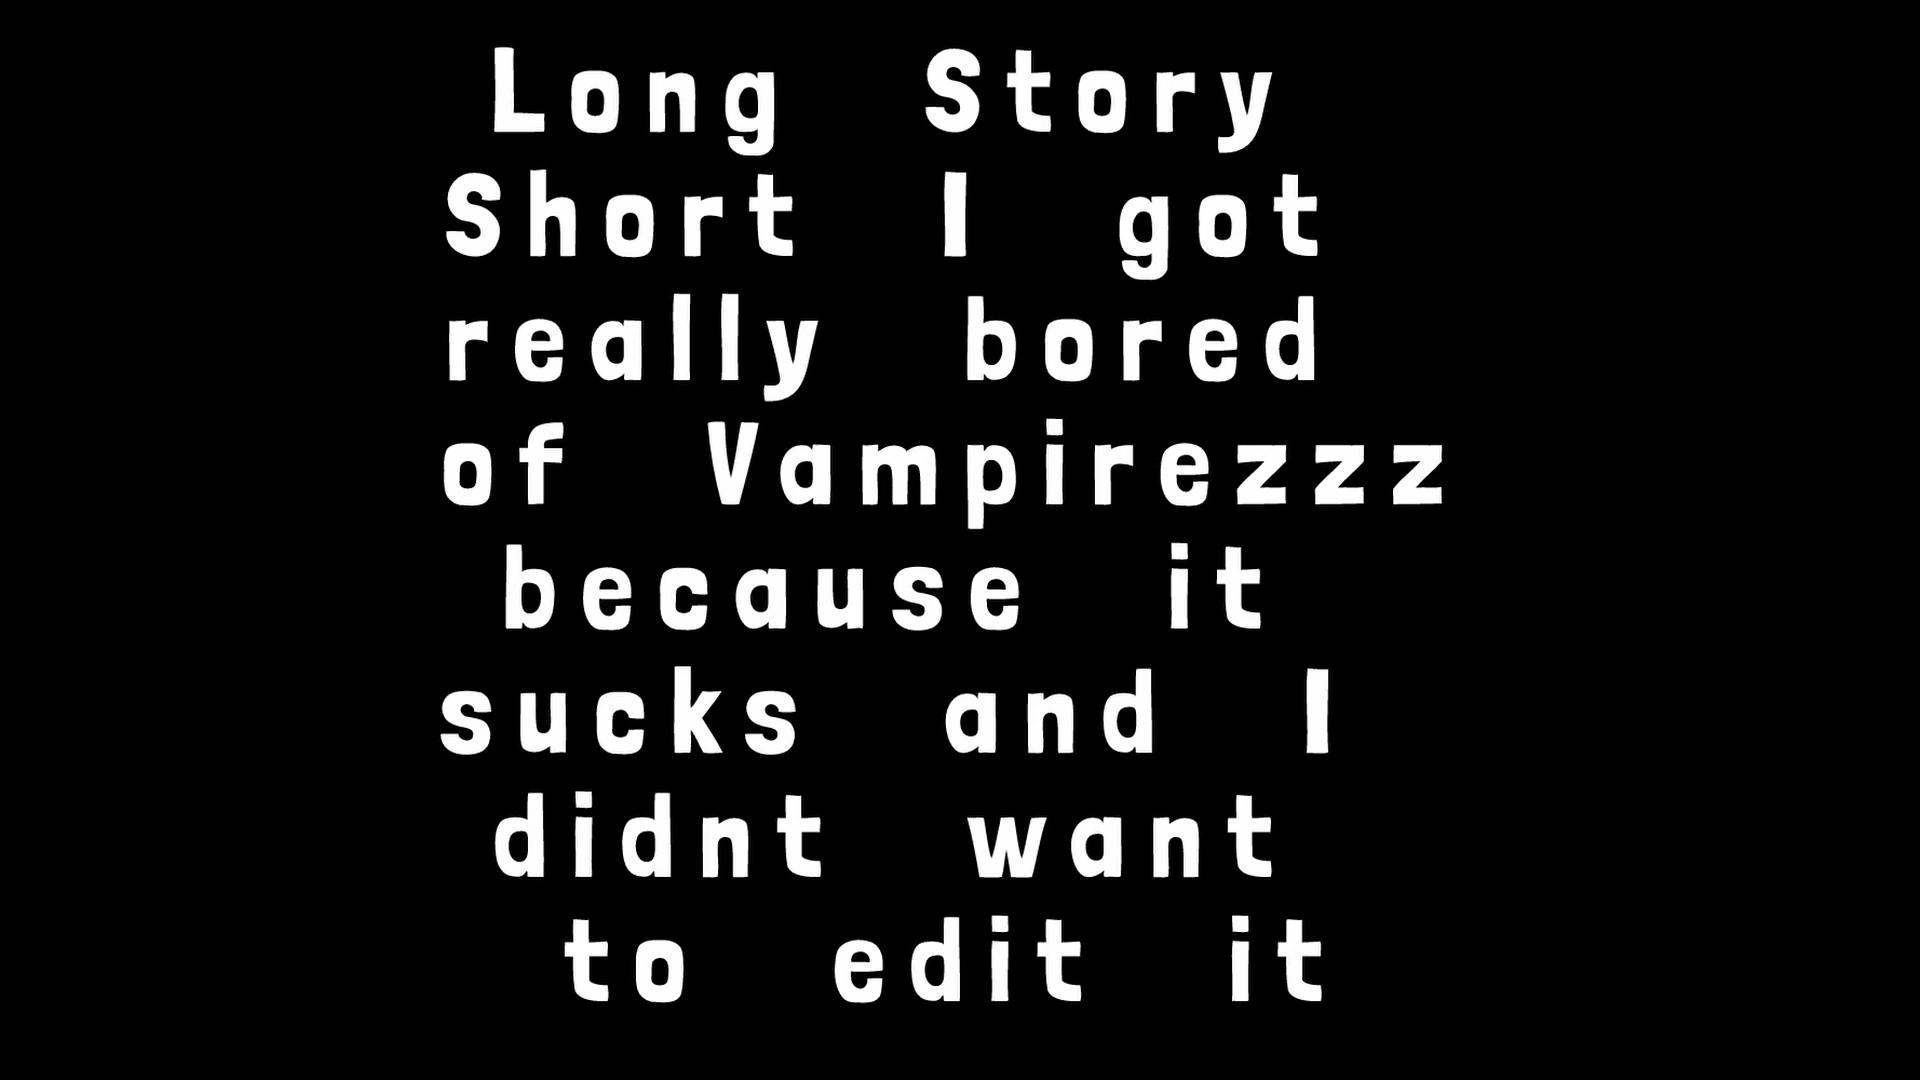 Long Story
Short I got
really bored
of Vampirezzz
because it
sucks and I
didnt want
to edit it